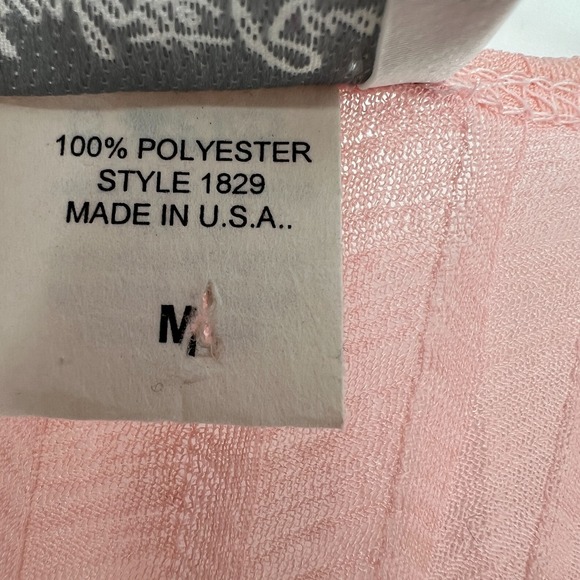 100% POLYESTER
STYLE 1829
MADE IN U.S.A..
M